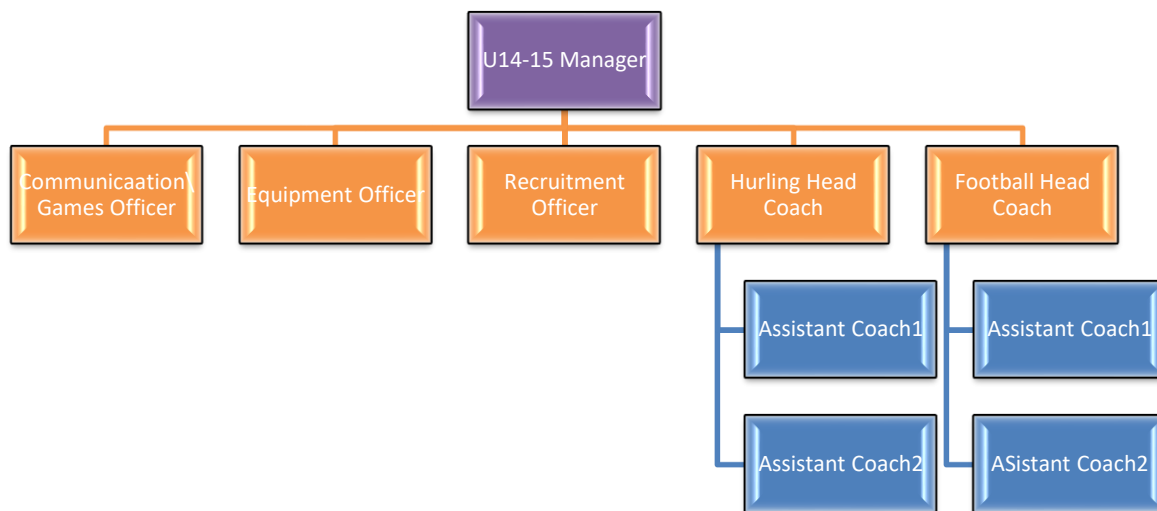 U14-15 Manager
Communicaation\
Games Officer
Equipment Officer
Recruitment
Officer
Hurling Head
Coach
Football Head
Coach
Assistant Coach1
Assistant Coach1
Assistant Coach2
ASistant Coach2